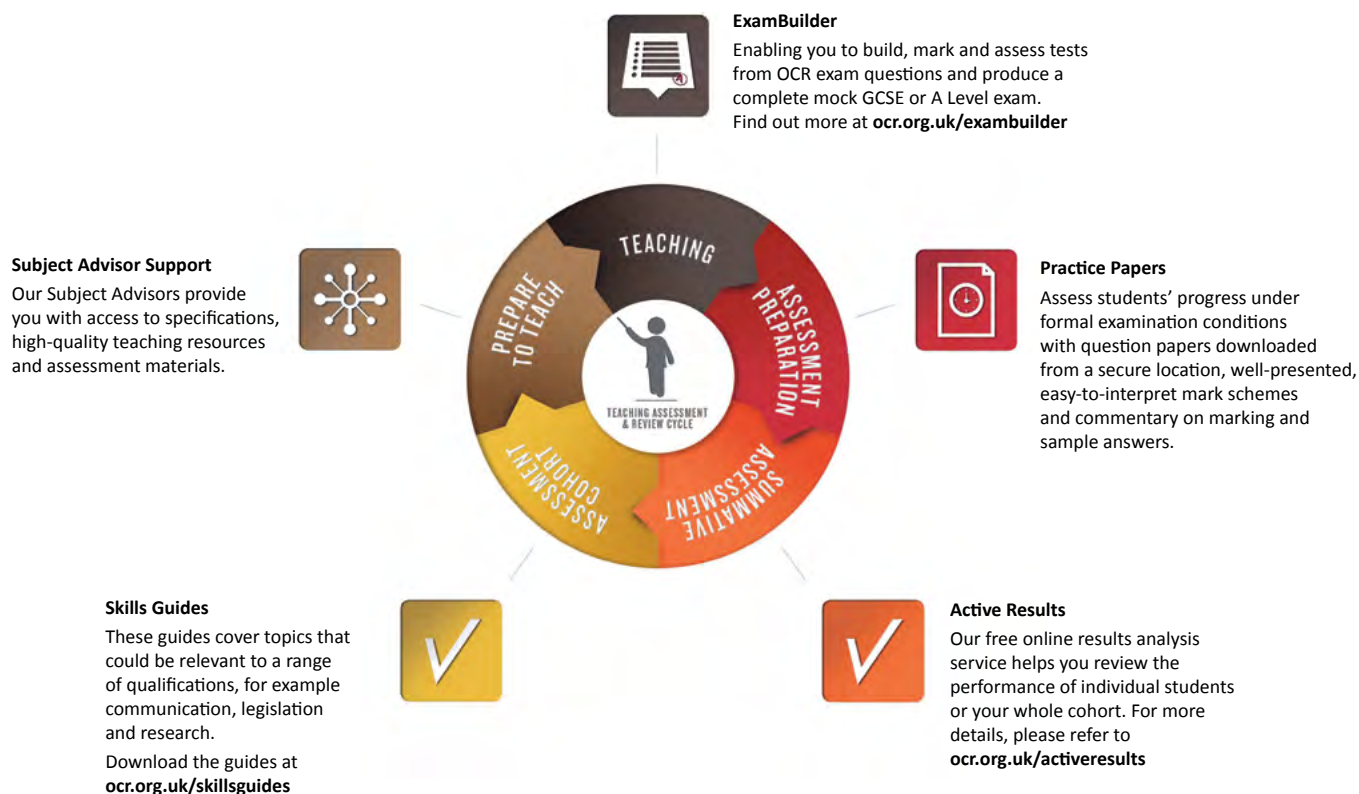 ExamBuilder
Enabling you to build, mark and assess tests
from OCR exam questions and produce a
complete mock GCSE or A Level exam.
Find out more at ocr.org.uk/exambuilder
Subject Advisor Support
Our Subject Advisors provide
you with access to specifications,
high-quality teaching resources
and assessment materials.
TEACHING
PREPARE
TO TEACH
ASSESSMENT
PREPARATION
SUMMATIVE
ASSESSMENT
ASSESSMENT
COHORT
TEACHING ASSESSMENT
& REVIEW CYCLE
Practice Papers
Assess students’ progress under
formal examination conditions
with question papers downloaded
from a secure location, well-presented,
easy-to-interpret mark schemes
and commentary on marking and
sample answers.
Skills Guides
These guides cover topics that
could be relevant to a range
of qualifications, for example
communication, legislation
and research.
Download the guides at
ocr.org.uk/skillsguides
Active Results
Our free online results analysis
service helps you review the
performance of individual students
or your whole cohort. For more
details, please refer to
ocr.org.uk/activeresults